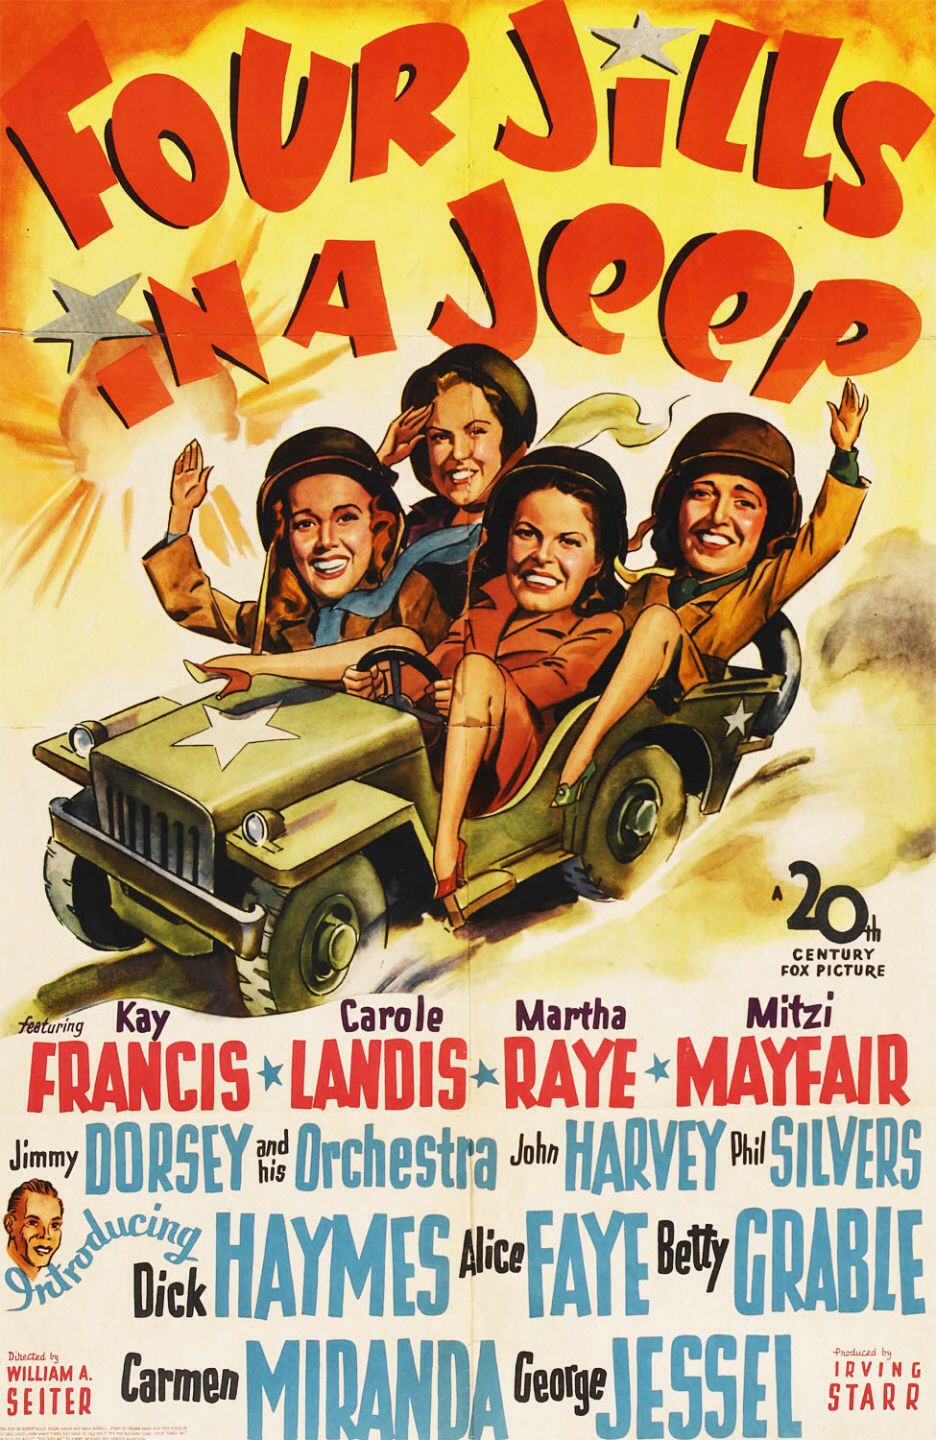 FOUR JILLS
IN A JEEP
A 20th
CENTURY
FOX PICTURE
featuring Kay Carole Martha Mitzi
FRANCIS LANDIS RAYE MAYFAIR
Jimmy DORSEY and his Orchestra John HARVEY Phil SILVERS
Introducing Dick HAYMES Alice FAYE Betty GRABLE
Carmen MIRANDA George JESSEL
Directed by
WILLIAM A.
SEITER
Produced by
IRVING
STARR